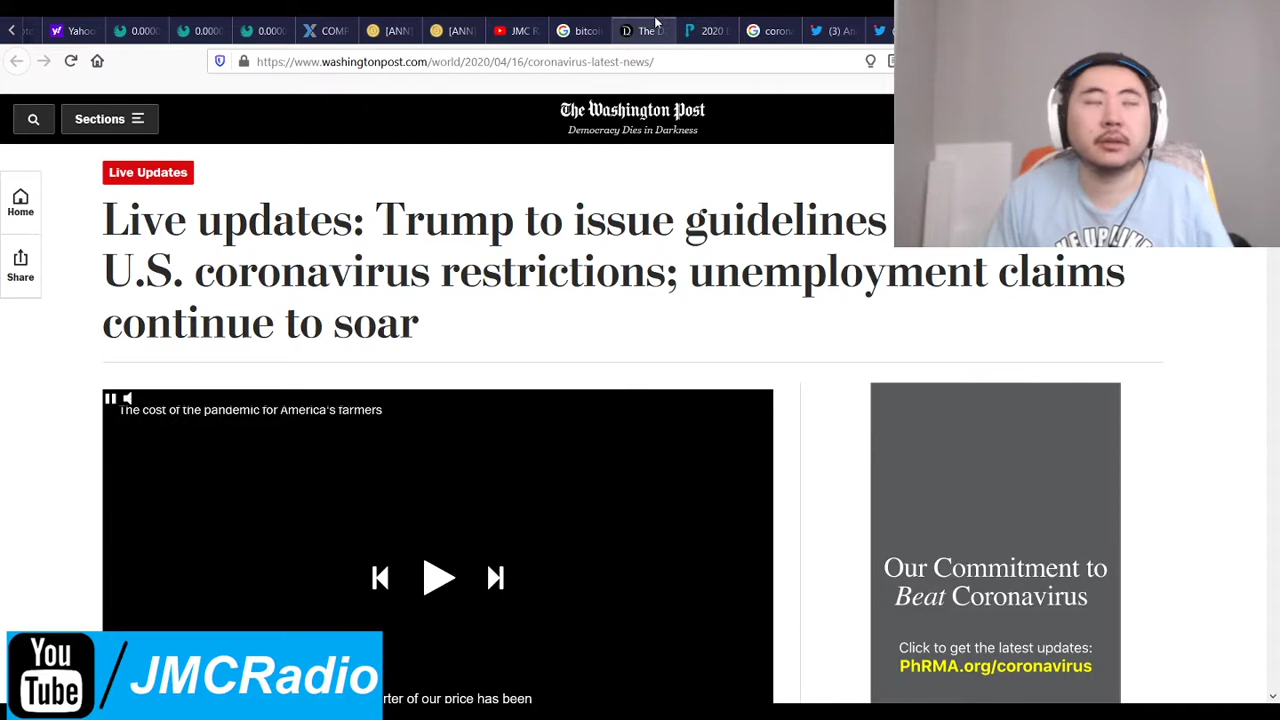 Yahoo 0.0000 0.0000 0.0000 COMP [ANN] [ANN] JMC R bitcoi The D 2020 coron (3) An
https://www.washingtonpost.com/world/2020/04/16/coronavirus-latest-news/
Sections
The Washington Post
Democracy Dies in Darkness
Home
Share
Live Updates
Live updates: Trump to issue guidelines
U.S. coronavirus restrictions; unemployment claims
continue to soar
The cost of the pandemic for America's farmers
rter of our price has been
Our Commitment to
Beat Coronavirus
Click to get the latest updates:
PhRMA.org/coronavirus
You
Tube
/JMCRadio